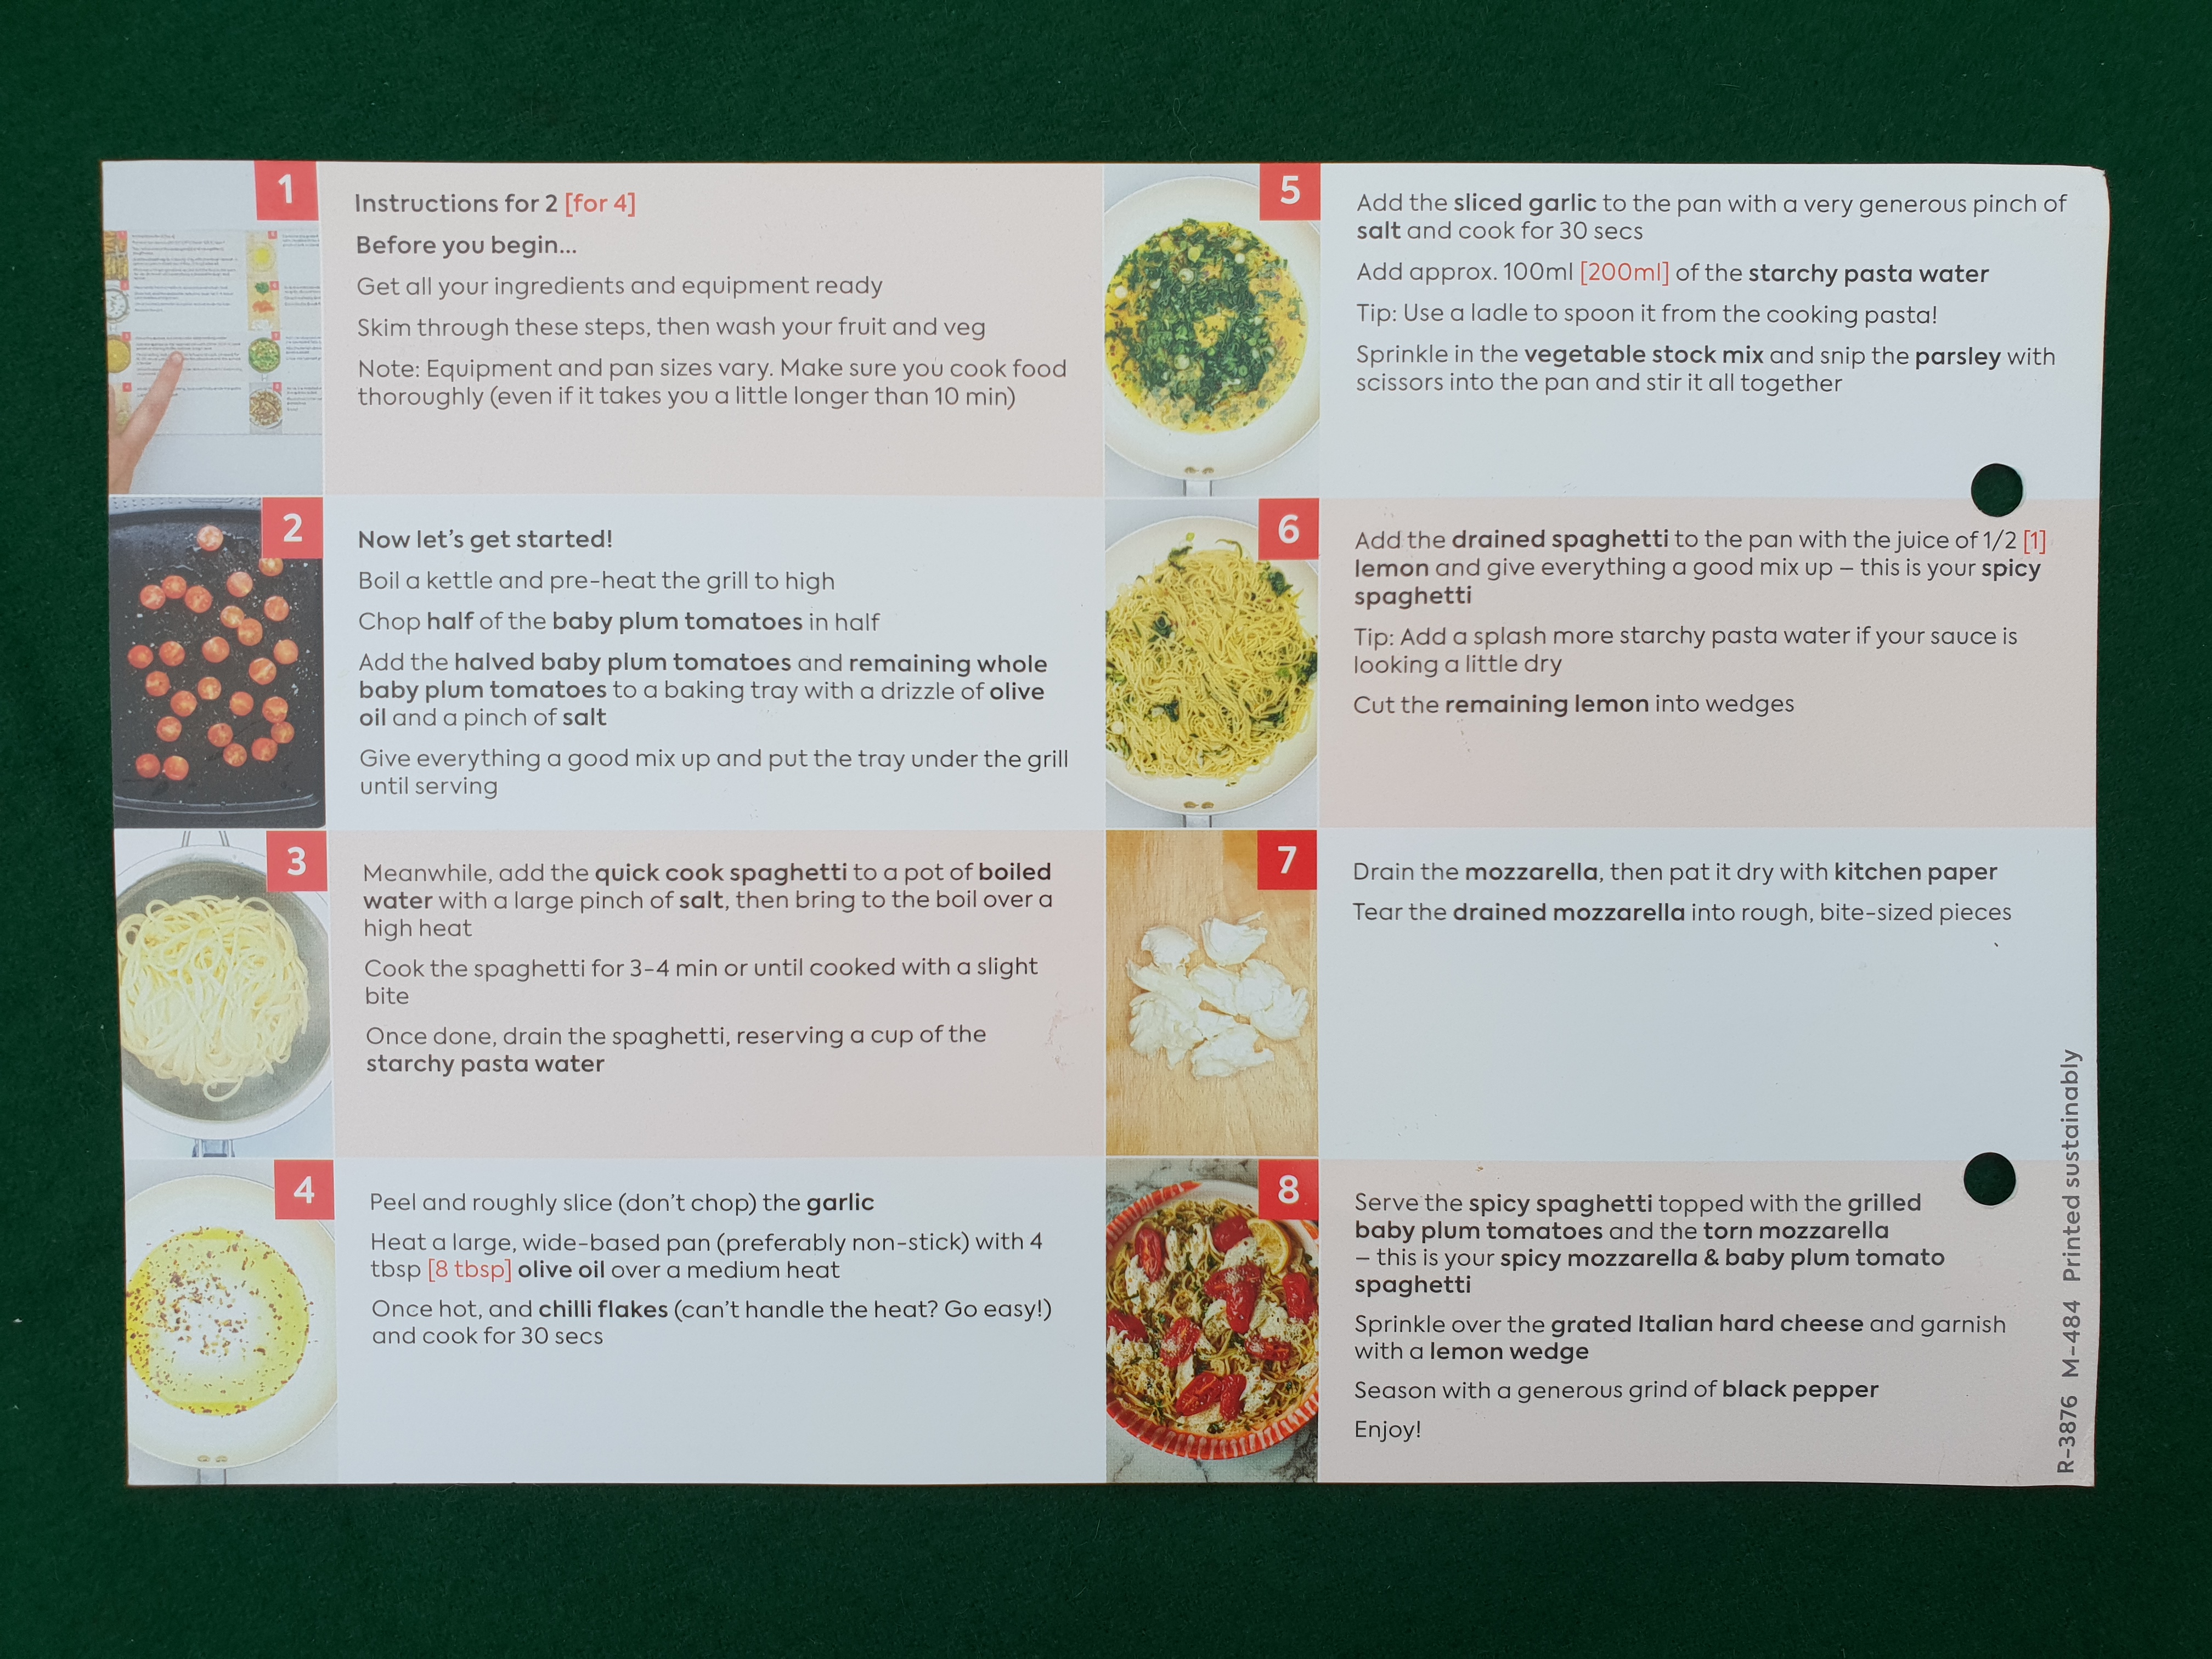 1
Instructions for 2 [for 4]
Before you begin...
Get all your ingredients and equipment ready
Skim through these steps, then wash your fruit and veg
Note: Equipment and pan sizes vary. Make sure you cook food
thoroughly (even if it takes you a little longer than 10 min)
2
Now let's get started!
Boil a kettle and pre-heat the grill to high
Chop half of the baby plum tomatoes in half
Add the halved baby plum tomatoes and remaining whole
baby plum tomatoes to a baking tray with a drizzle of olive
oil and a pinch of salt
Give everything a good mix up and put the tray under the grill
until serving
3
Meanwhile, add the quick cook spaghetti to a pot of boiled
water with a large pinch of salt, then bring to the boil over a
high heat
Cook the spaghetti for 3-4 min or until cooked with a slight
bite
Once done, drain the spaghetti, reserving a cup of the
starchy pasta water
4
Peel and roughly slice (don't chop) the garlic
Heat a large, wide-based pan (preferably non-stick) with 4
tbsp [8 tbsp] olive oil over a medium heat
Once hot, and chilli flakes (can't handle the heat? Go easy!)
and cook for 30 secs
5
Add the sliced garlic to the pan with a very generous pinch of
salt and cook for 30 secs
Add approx. 100ml [200ml] of the starchy pasta water
Tip: Use a ladle to spoon it from the cooking pasta!
Sprinkle in the vegetable stock mix and snip the parsley with
scissors into the pan and stir it all together
6
Add the drained spaghetti to the pan with the juice of 1/2 [1]
lemon and give everything a good mix up – this is your spicy
spaghetti
Tip: Add a splash more starchy pasta water if your sauce is
looking a little dry
Cut the remaining lemon into wedges
7
Drain the mozzarella, then pat it dry with kitchen paper
Tear the drained mozzarella into rough, bite-sized pieces
8
Serve the spicy spaghetti topped with the grilled
baby plum tomatoes and the torn mozzarella
– this is your spicy mozzarella & baby plum tomato
spaghetti
Sprinkle over the grated Italian hard cheese and garnish
with a lemon wedge
Season with a generous grind of black pepper
Enjoy!
R-3876 M-484 Printed sustainably